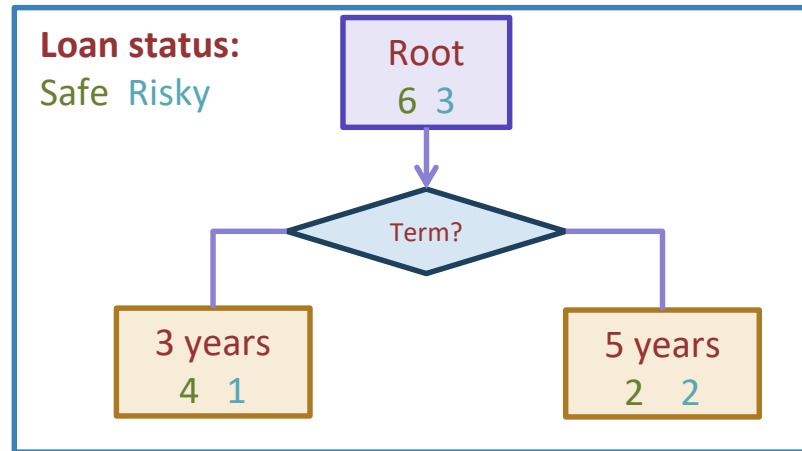 Loan status:
Safe Risky
Root
6 3
Term?
3 years
4 1
5 years
2 2